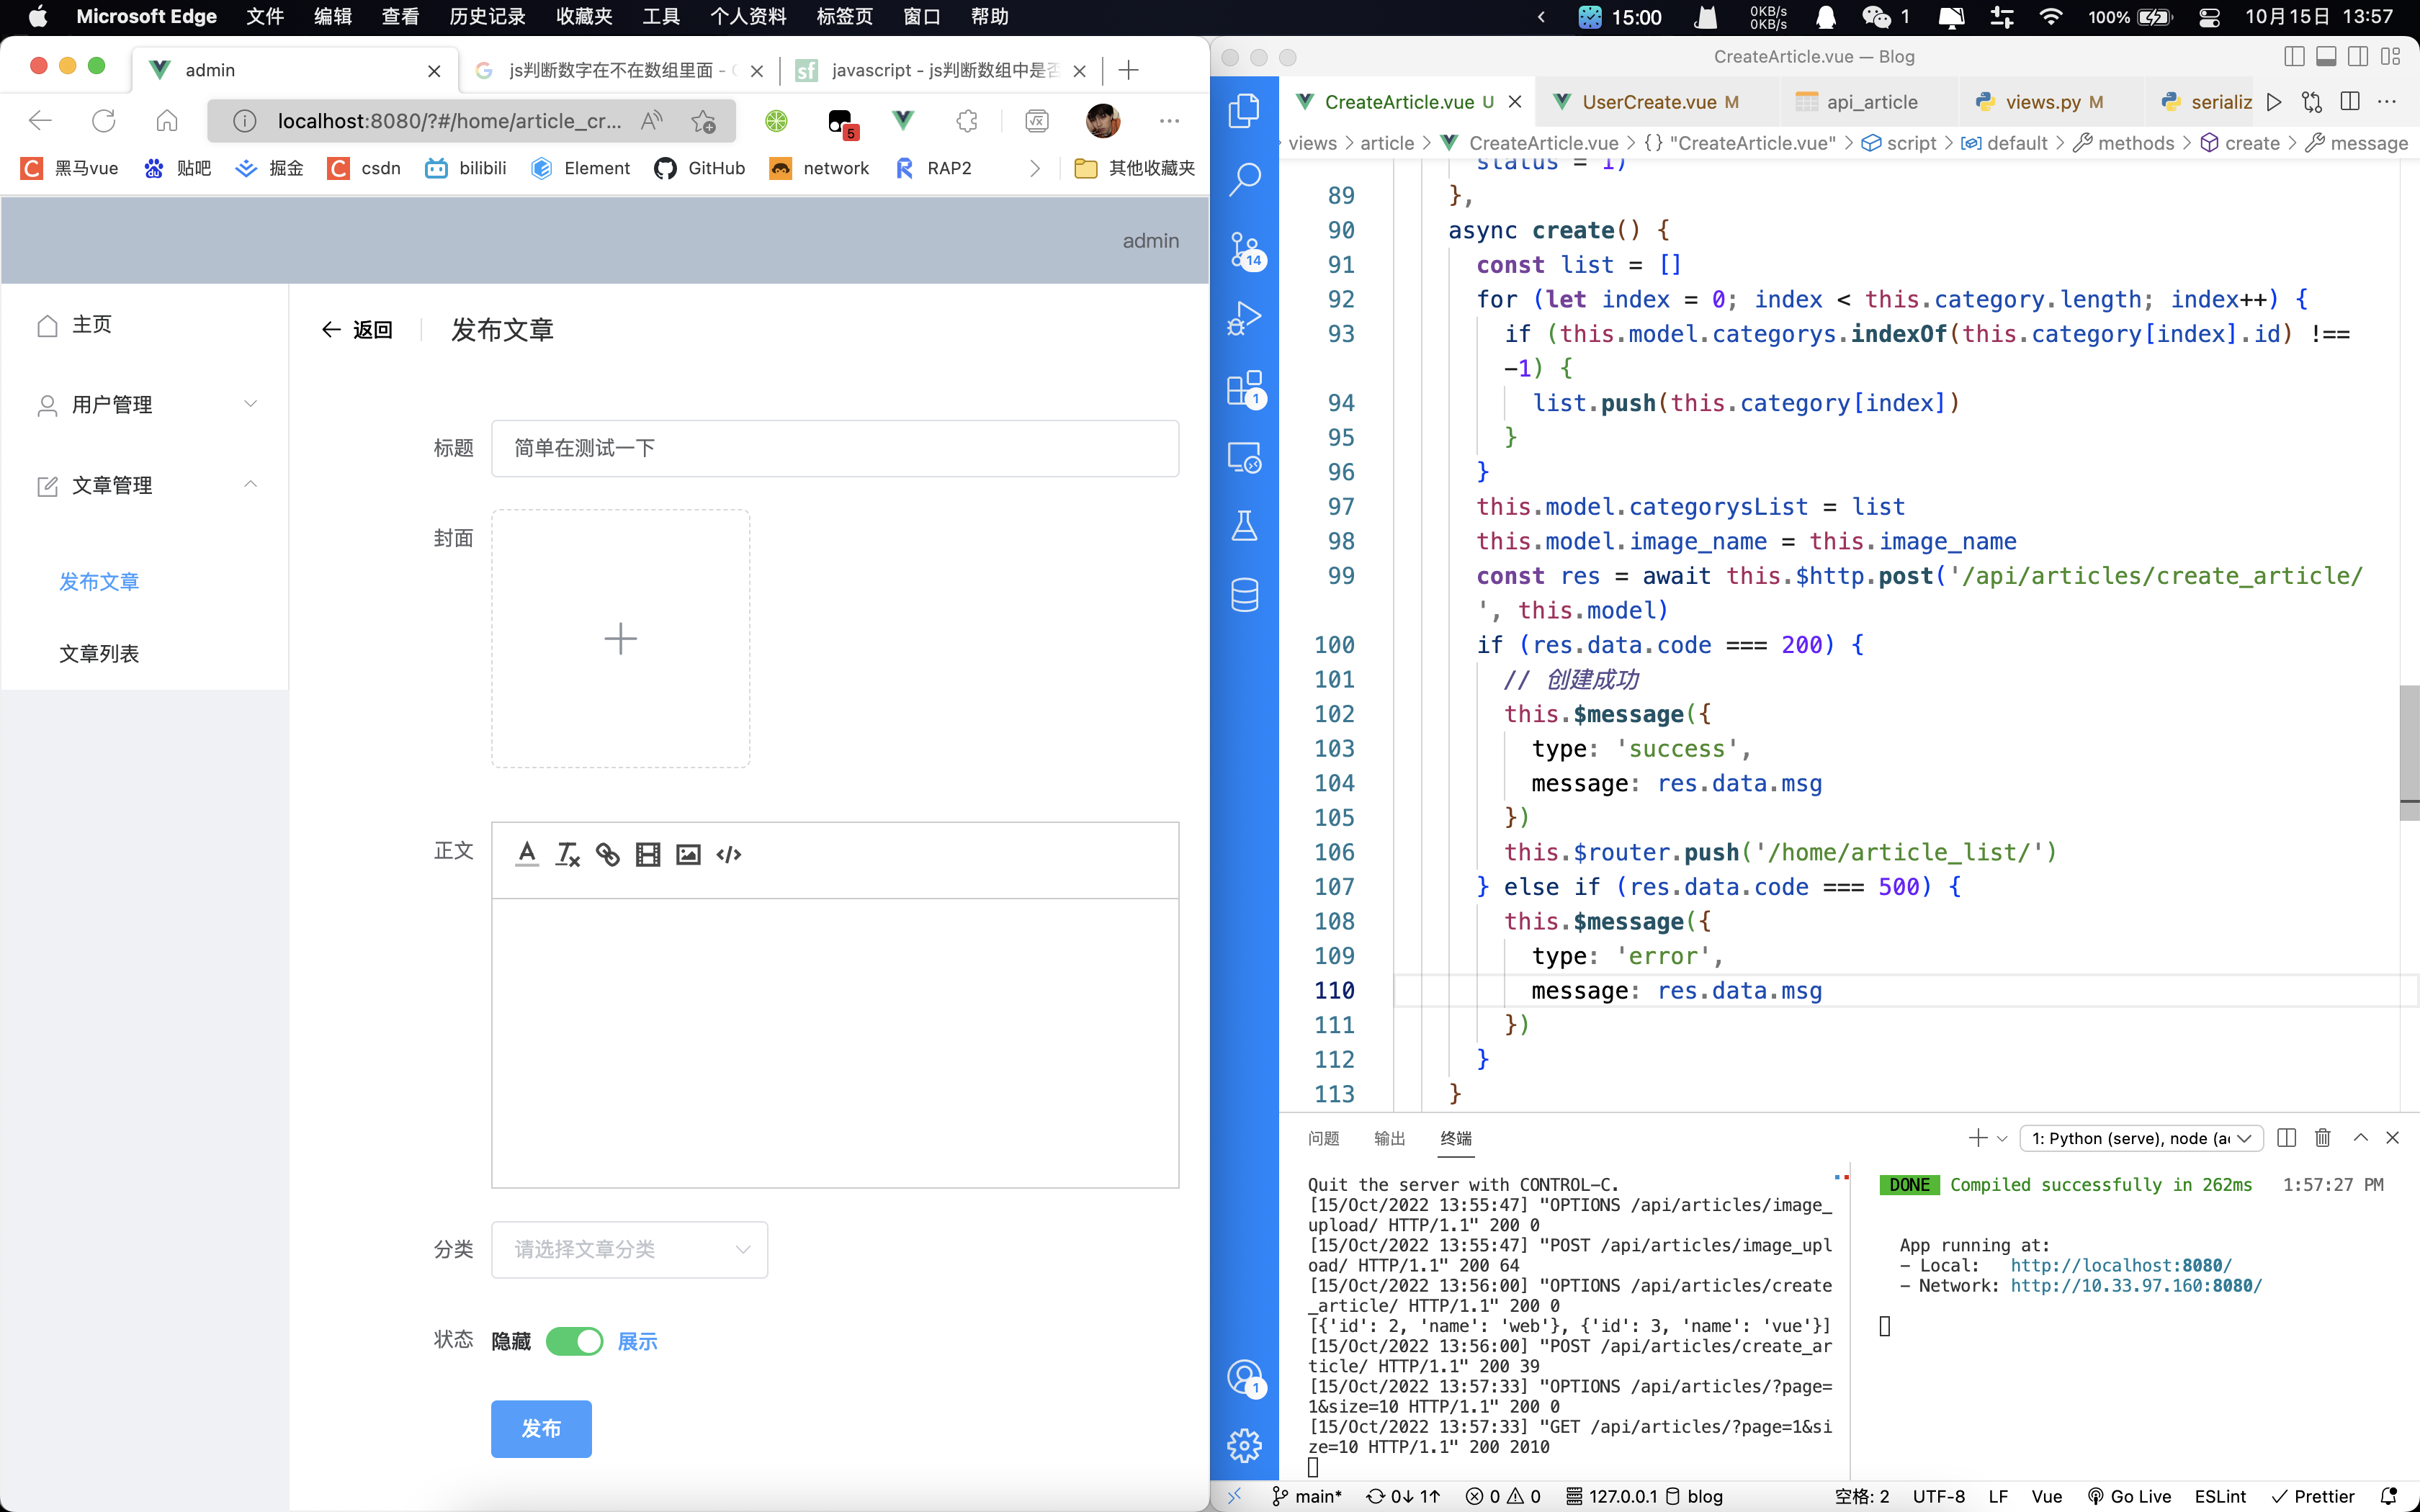 Microsoft Edge 文件 编辑 查看 历史记录 收藏夹 工具 个人资料 标签页 窗口 帮助
15:00 0KB/s 0KB/s 1 100% 10月15日 13:57
admin
js判断数字在不在数组里面 -
javascript - js判断数组中是否
localhost:8080/?#/home/article_cr...
5
黑马vue 贴吧 掘金 csdn bilibili Element GitHub network RAP2 其他收藏夹
admin
主页
用户管理
文章管理
发布文章
文章列表
返回 发布文章
标题 简单在测试一下
封面
正文
分类 请选择文章分类
状态 隐藏 展示
发布
CreateArticle.vue — Blog
CreateArticle.vue U UserCreate.vue M api_article views.py M serializ
views > article > CreateArticle.vue > {} "CreateArticle.vue" > script > default > methods > create > message
14
1
1
status = 1)
89 },
90 async create() {
91 const list = []
92 for (let index = 0; index < this.category.length; index++) {
93 if (this.model.categorys.indexOf(this.category[index].id) !==
-1) {
94 list.push(this.category[index])
95 }
96 }
97 this.model.categorysList = list
98 this.model.image_name = this.image_name
99 const res = await this.$http.post('/api/articles/create_article/
', this.model)
100 if (res.data.code === 200) {
101 // 创建成功
102 this.$message({
103 type: 'success',
104 message: res.data.msg
105 })
106 this.$router.push('/home/article_list/')
107 } else if (res.data.code === 500) {
108 this.$message({
109 type: 'error',
110 message: res.data.msg
111 })
112 }
113 }
问题 输出 终端 1: Python (serve), node (a
Quit the server with CONTROL-C.
[15/Oct/2022 13:55:47] "OPTIONS /api/articles/image_
upload/ HTTP/1.1" 200 0
[15/Oct/2022 13:55:47] "POST /api/articles/image_upl
oad/ HTTP/1.1" 200 64
[15/Oct/2022 13:56:00] "OPTIONS /api/articles/create
_article/ HTTP/1.1" 200 0
[{'id': 2, 'name': 'web'}, {'id': 3, 'name': 'vue'}]
[15/Oct/2022 13:56:00] "POST /api/articles/create_ar
ticle/ HTTP/1.1" 200 39
[15/Oct/2022 13:57:33] "OPTIONS /api/articles/?page=
1&size=10 HTTP/1.1" 200 0
[15/Oct/2022 13:57:33] "GET /api/articles/?page=1&si
ze=10 HTTP/1.1" 200 2010
DONE Compiled successfully in 262ms 1:57:27 PM
App running at:
- Local: http://localhost:8080/
- Network: http://10.33.97.160:8080/
main* 0↓ 1↑ 0 0 127.0.0.1 blog 空格: 2 UTF-8 LF Vue Go Live ESLint Prettier